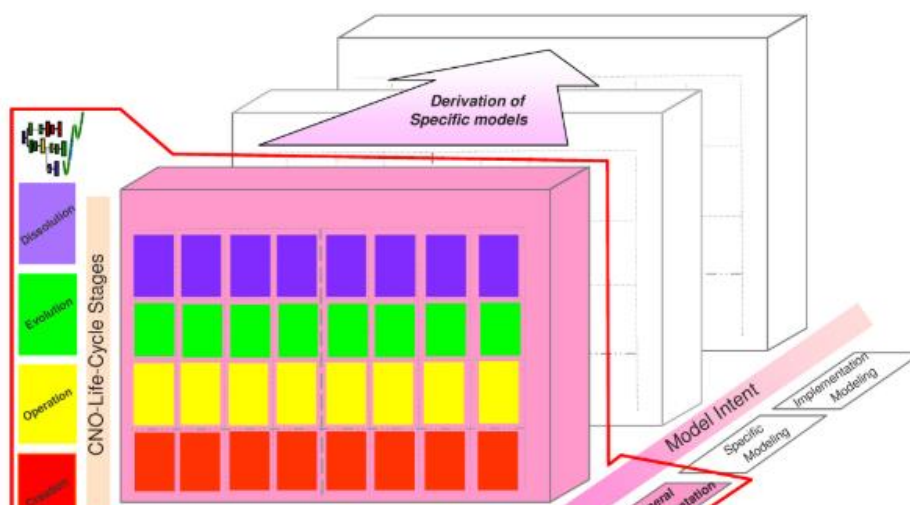 Derivation of
Specific models
Dissolution
Evolution
Operation
CNO-Life-Cycle Stages
Model Intent
Implementation
Modeling
Specific
Modeling